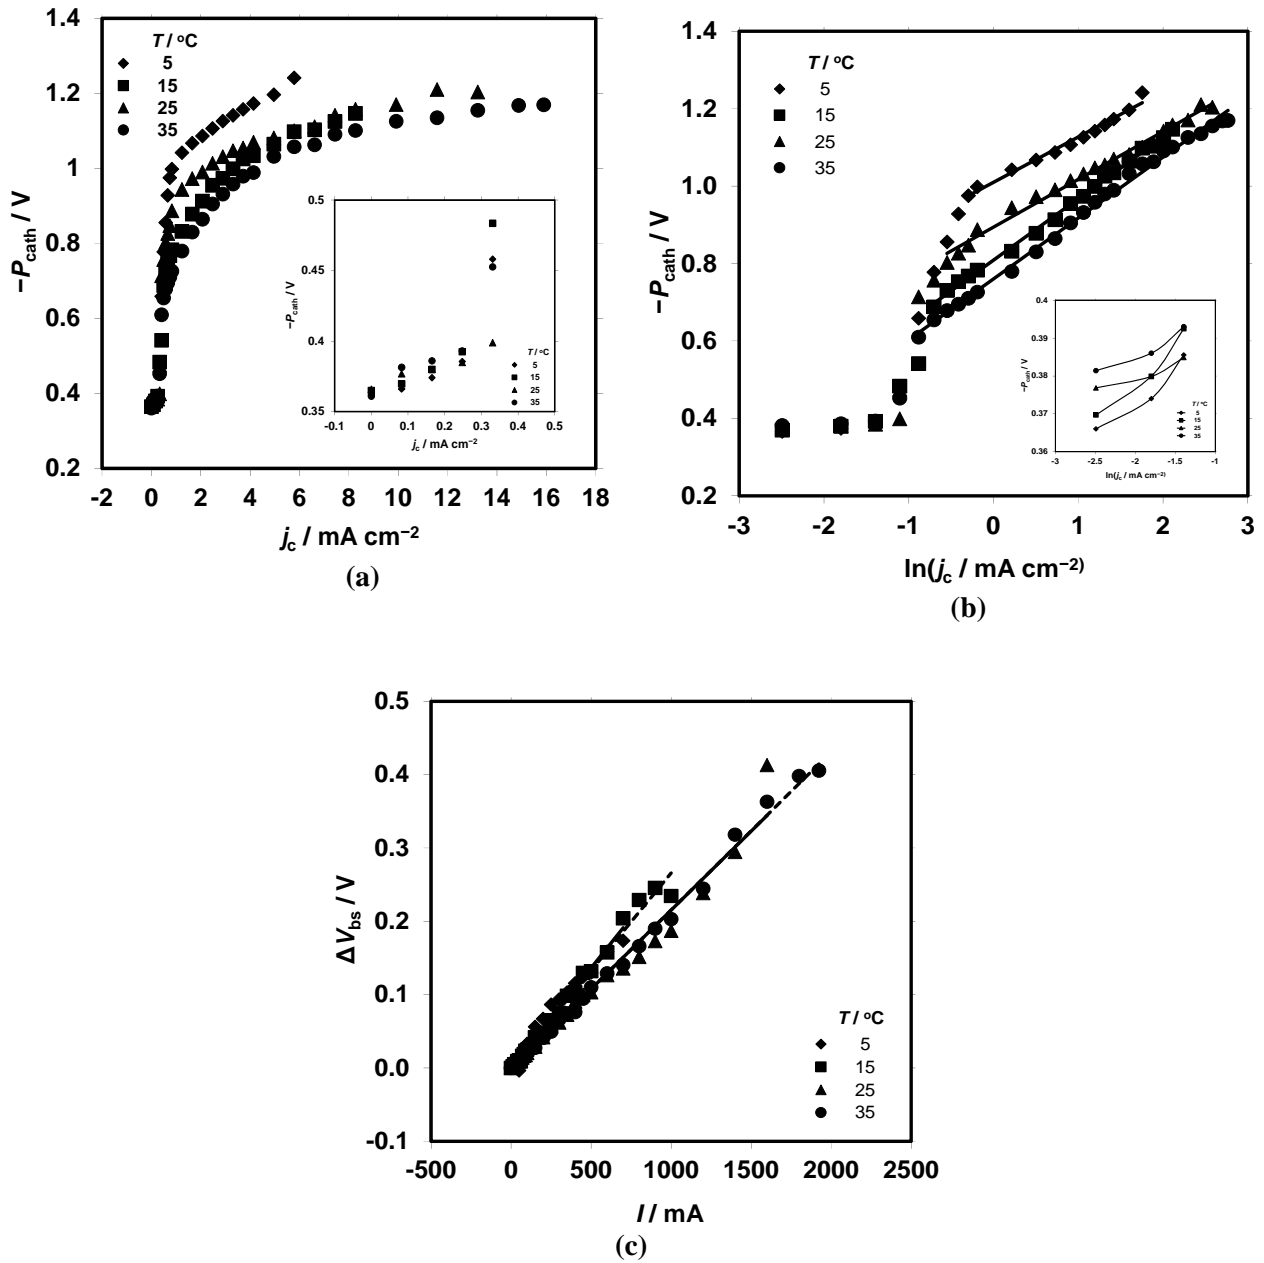 1.4
1.2
1
0.8
0.6
0.4
0.2
−P_cath / V
T / °C
5
15
25
35
-2 0 2 4 6 8 10 12 14 16 18
j_c / mA cm⁻²
0.5
0.45
0.4
0.35
−P_cath / V
T / °C
5
15
25
35
-0.1 0 0.1 0.2 0.3 0.4 0.5
j_c / mA cm⁻²
(a)
1.4
1.2
1.0
0.8
0.6
0.4
0.2
−P_cath / V
T / °C
5
15
25
35
-3 -2 -1 0 1 2 3
ln(j_c / mA cm⁻²)
0.4
0.39
0.38
0.37
0.36
−P_cath / V
T / °C
5
15
25
35
-3 -2.5 -2 -1.5 -1
ln(j_c / mA cm⁻²)
(b)
0.5
0.4
0.3
0.2
0.1
0.0
-0.1
ΔV_bs / V
T / °C
5
15
25
35
-500 0 500 1000 1500 2000 2500
I / mA
(c)